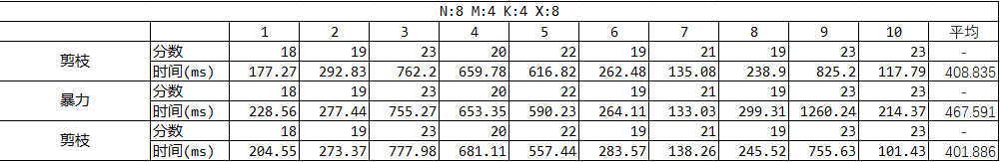 N:8 M:4 K:4 X:8
1 2 3 4 5 6 7 8 9 10 平均
剪枝 分数 18 19 23 20 22 19 21 19 23 23 -
时间(ms) 177.27 292.83 762.2 659.78 616.82 262.48 135.08 238.9 825.2 117.79 408.835
暴力 分数 18 19 23 20 22 19 21 19 23 23 -
时间(ms) 228.56 277.44 755.27 653.35 590.23 264.11 133.03 299.31 1260.24 214.37 467.591
剪枝 分数 18 19 23 20 22 19 21 19 23 23 -
时间(ms) 204.55 273.37 777.98 681.11 557.44 283.57 138.26 245.52 755.63 101.43 401.886